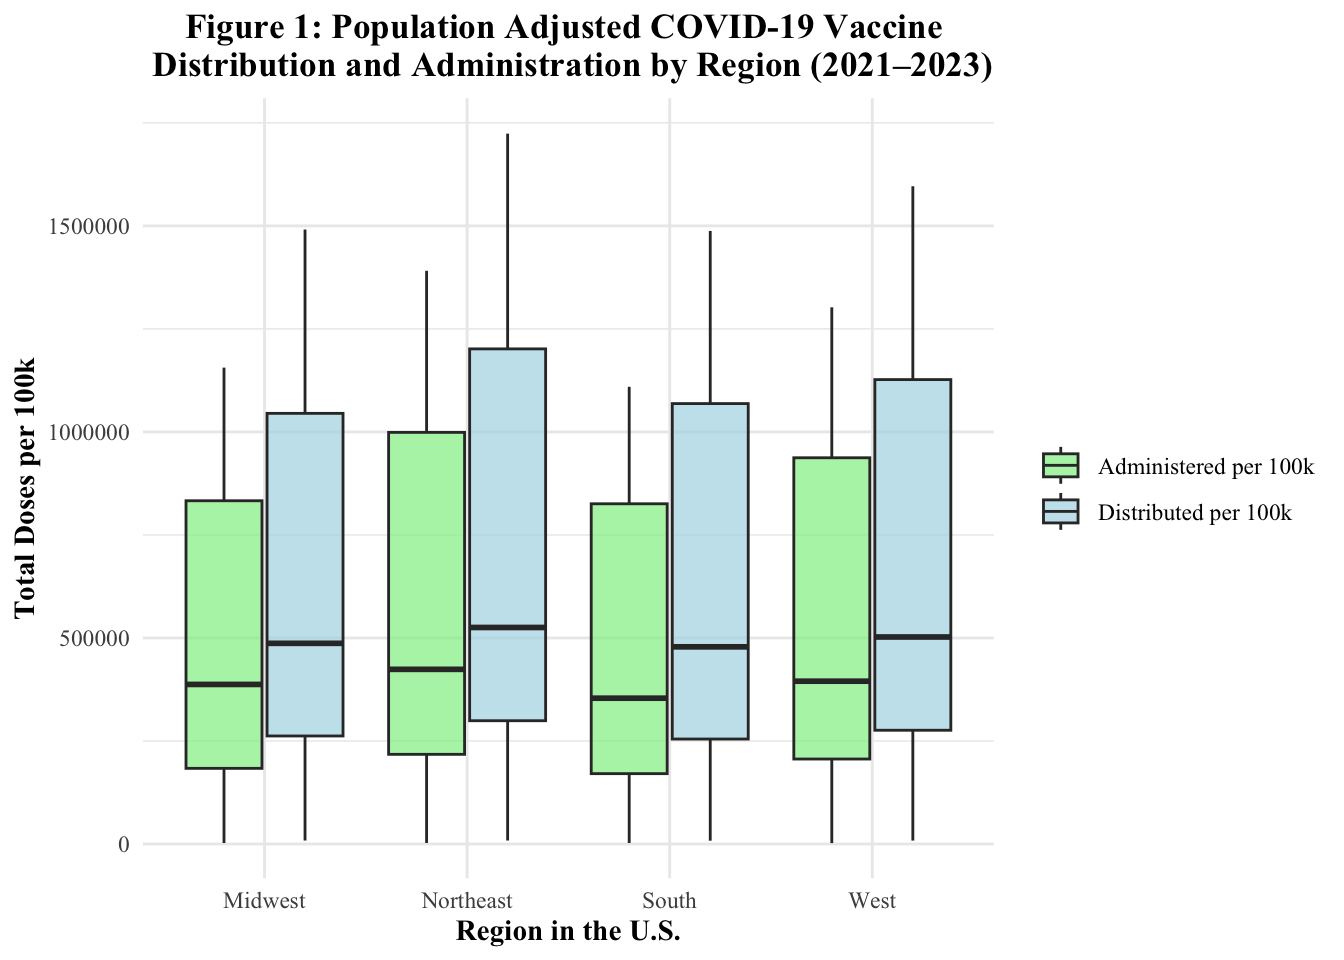 Figure 1: Population Adjusted COVID-19 Vaccine
Distribution and Administration by Region (2021–2023)
Total Doses per 100k
1500000
1000000
500000
0
Midwest
Northeast
South
West
Region in the U.S.
Administered per 100k
Distributed per 100k